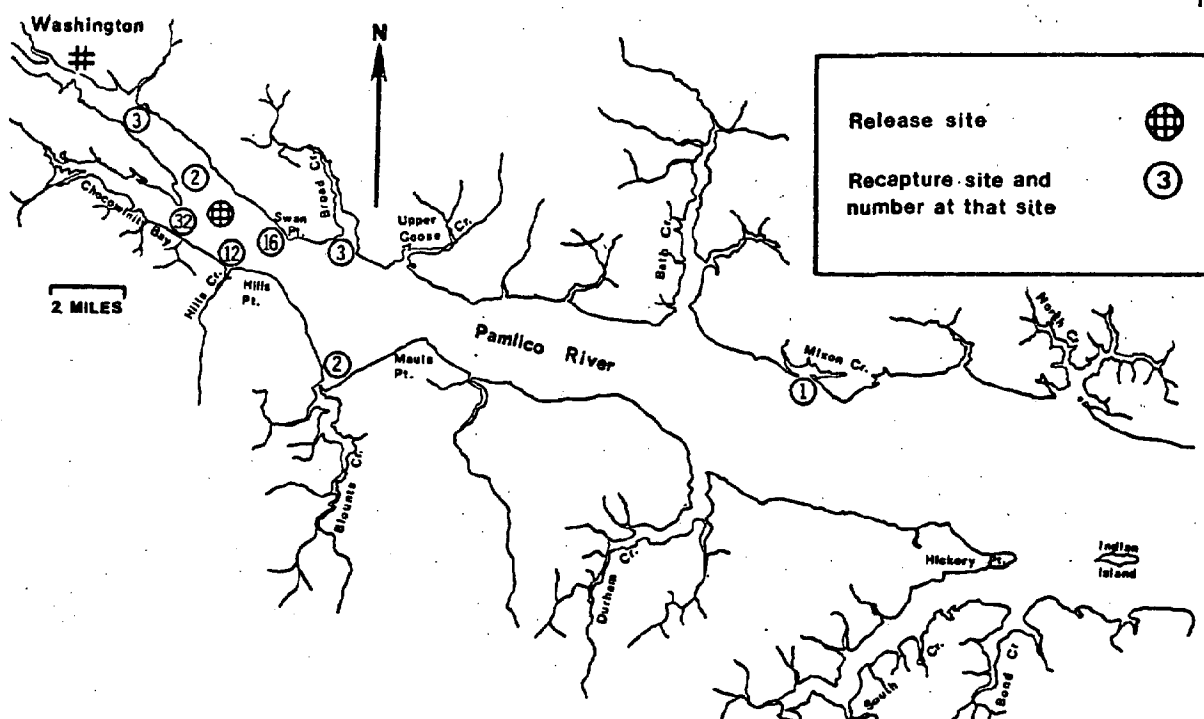 Washington
N
Release site
Recapture site and
number at that site
3
3
2
32
12
16
3
2
1
Chocowinity Bay
Swan
Pt.
Broad Cr.
Upper
Goose
Cr.
Hills Cr.
Hills
Pt.
2 MILES
Bath Cr.
Pamlico River
Mauls
Pt.
Mixon Cr.
North Cr.
Blounts Cr.
Durham Cr.
Hickory Pt.
Indian
Island
South Cr.
Bond Cr